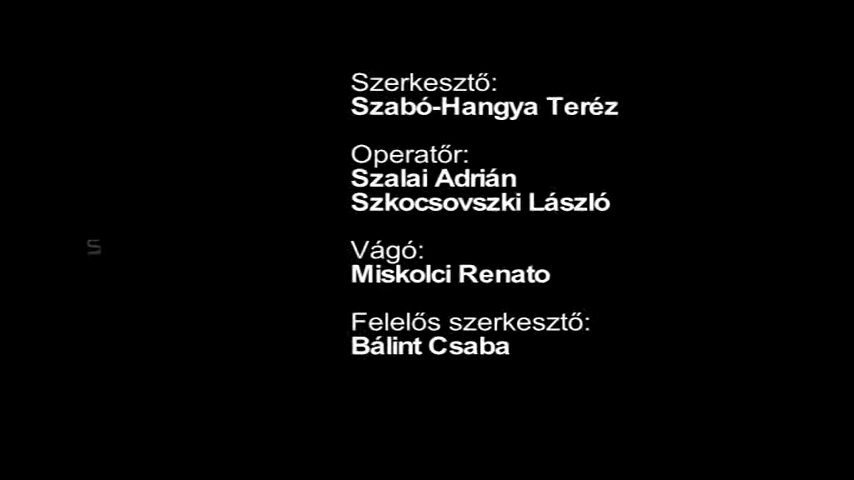 Szerkesztő:
Szabó-Hangya Teréz
Operatőr:
Szalai Adrián
Szkocsovszki László
Vágó:
Miskolci Renato
Felelős szerkesztő:
Bálint Csaba